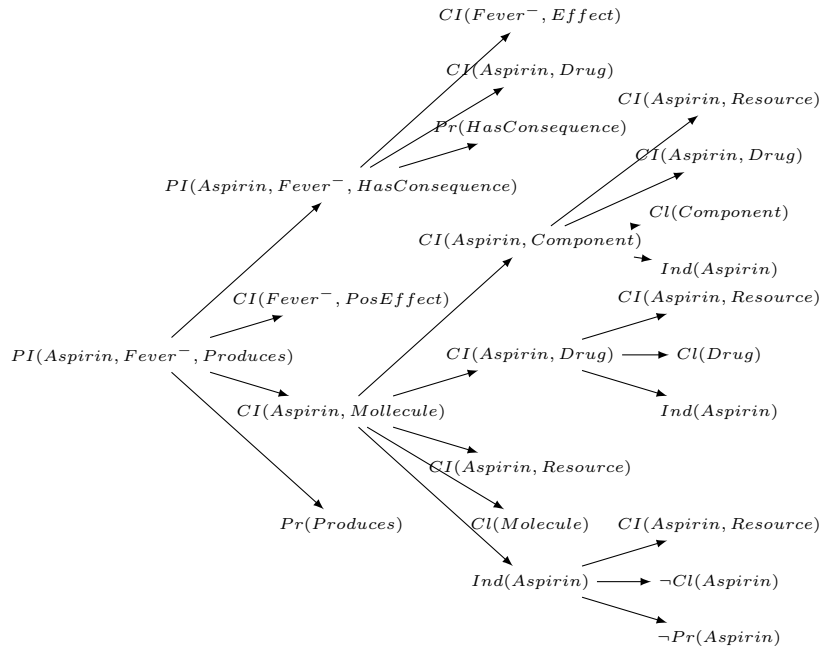 CI(Fever⁻, Effect)
CI(Aspirin, Drug)
CI(Aspirin, Resource)
Pr(HasConsequence)
CI(Aspirin, Drug)
PI(Aspirin, Fever⁻, HasConsequence)
Cl(Component)
CI(Aspirin, Component)
Ind(Aspirin)
CI(Fever⁻, PosEffect)
CI(Aspirin, Resource)
PI(Aspirin, Fever⁻, Produces)
CI(Aspirin, Drug)
Cl(Drug)
CI(Aspirin, Mollecule)
Ind(Aspirin)
CI(Aspirin, Resource)
Pr(Produces)
Cl(Molecule)
CI(Aspirin, Resource)
Ind(Aspirin)
¬Cl(Aspirin)
¬Pr(Aspirin)